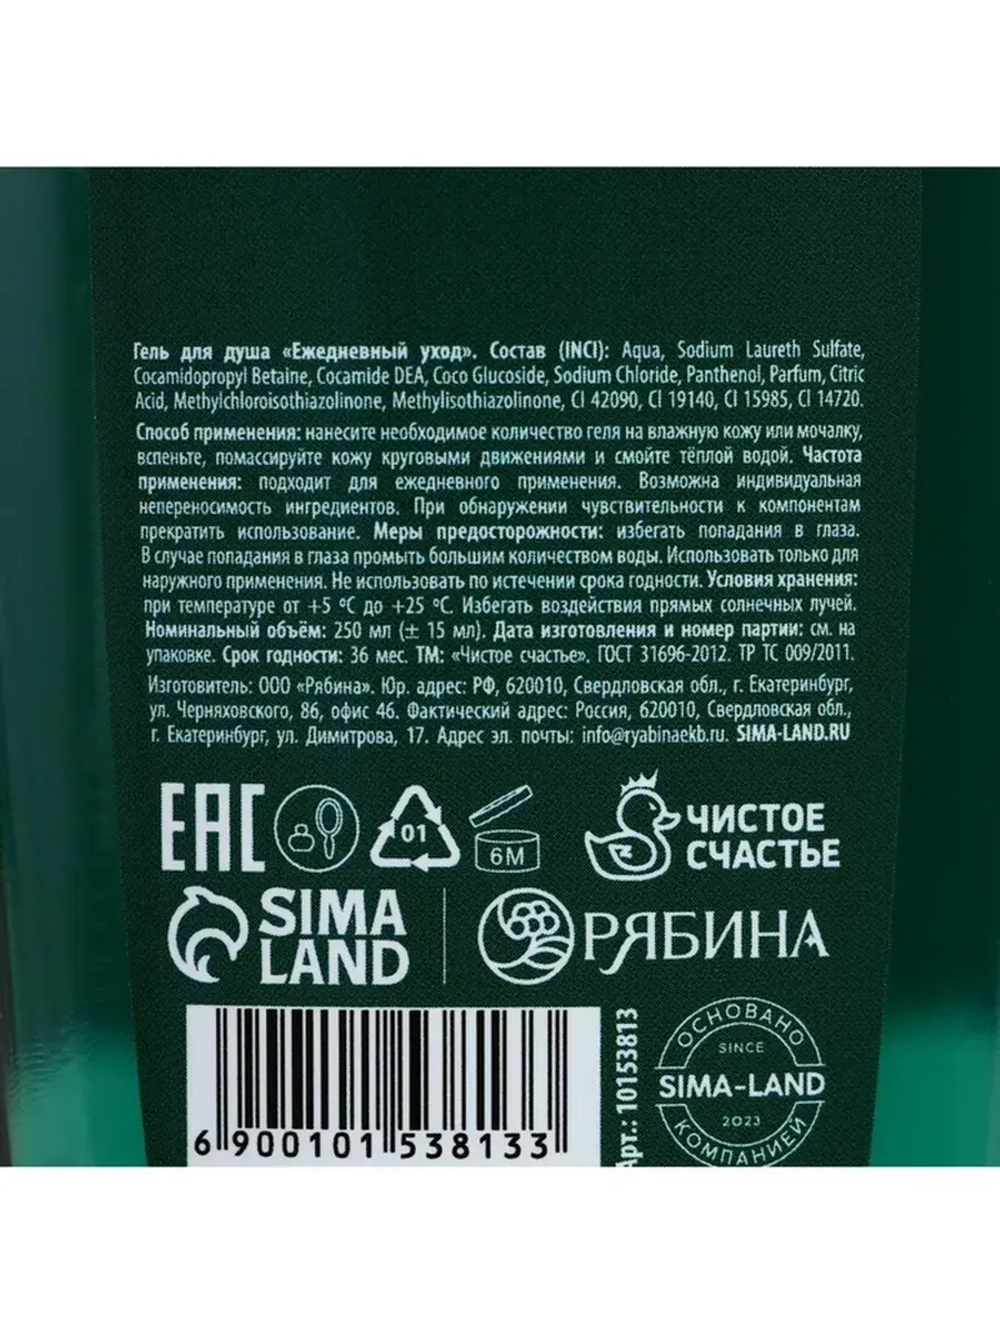 Гель для душа «Ежедневный уход». Состав (INCI): Aqua, Sodium Laureth Sulfate,
Cocamidopropyl Betaine, Cocamide DEA, Coco Glucoside, Sodium Chloride, Panthenol, Parfum, Citric
Acid, Methylchloroisothiazolinone, Methylisothiazolinone, CI 42090, CI 19140, CI 15985, CI 14720.
Способ применения: нанесите необходимое количество геля на влажную кожу или мочалку,
вспеньте, помассируйте кожу круговыми движениями и смойте тёплой водой. Частота
применения: подходит для ежедневного применения. Возможна индивидуальная
непереносимость ингредиентов. При обнаружении чувствительности к компонентам
прекратить использование. Меры предосторожности: избегать попадания в глаза.
В случае попадания в глаза промыть большим количеством воды. Использовать только для
наружного применения. Не использовать по истечении срока годности. Условия хранения:
при температуре от +5 °C до +25 °C. Избегать воздействия прямых солнечных лучей.
Номинальный объём: 250 мл (± 15 мл). Дата изготовления и номер партии: см. на
упаковке. Срок годности: 36 мес. ТМ: «Чистое счастье». ГОСТ 31696-2012. ТР ТС 009/2011.
Изготовитель: ООО «Рябина». Юр. адрес: РФ, 620010, Свердловская обл., г. Екатеринбург,
ул. Черняховского, 86, офис 46. Фактический адрес: Россия, 620010, Свердловская обл.,
г. Екатеринбург, ул. Димитрова, 17. Адрес эл. почты: info@ryabinaekb.ru. SIMA-LAND.RU
EAC
01
6M
ЧИСТОЕ
СЧАСТЬЕ
SIMA
LAND
РЯБИНА
6 900101 538133
Арт.: 10153813
ОСНОВАНО
SINCE
SIMA-LAND
2023
КОМПАНИЕЙ